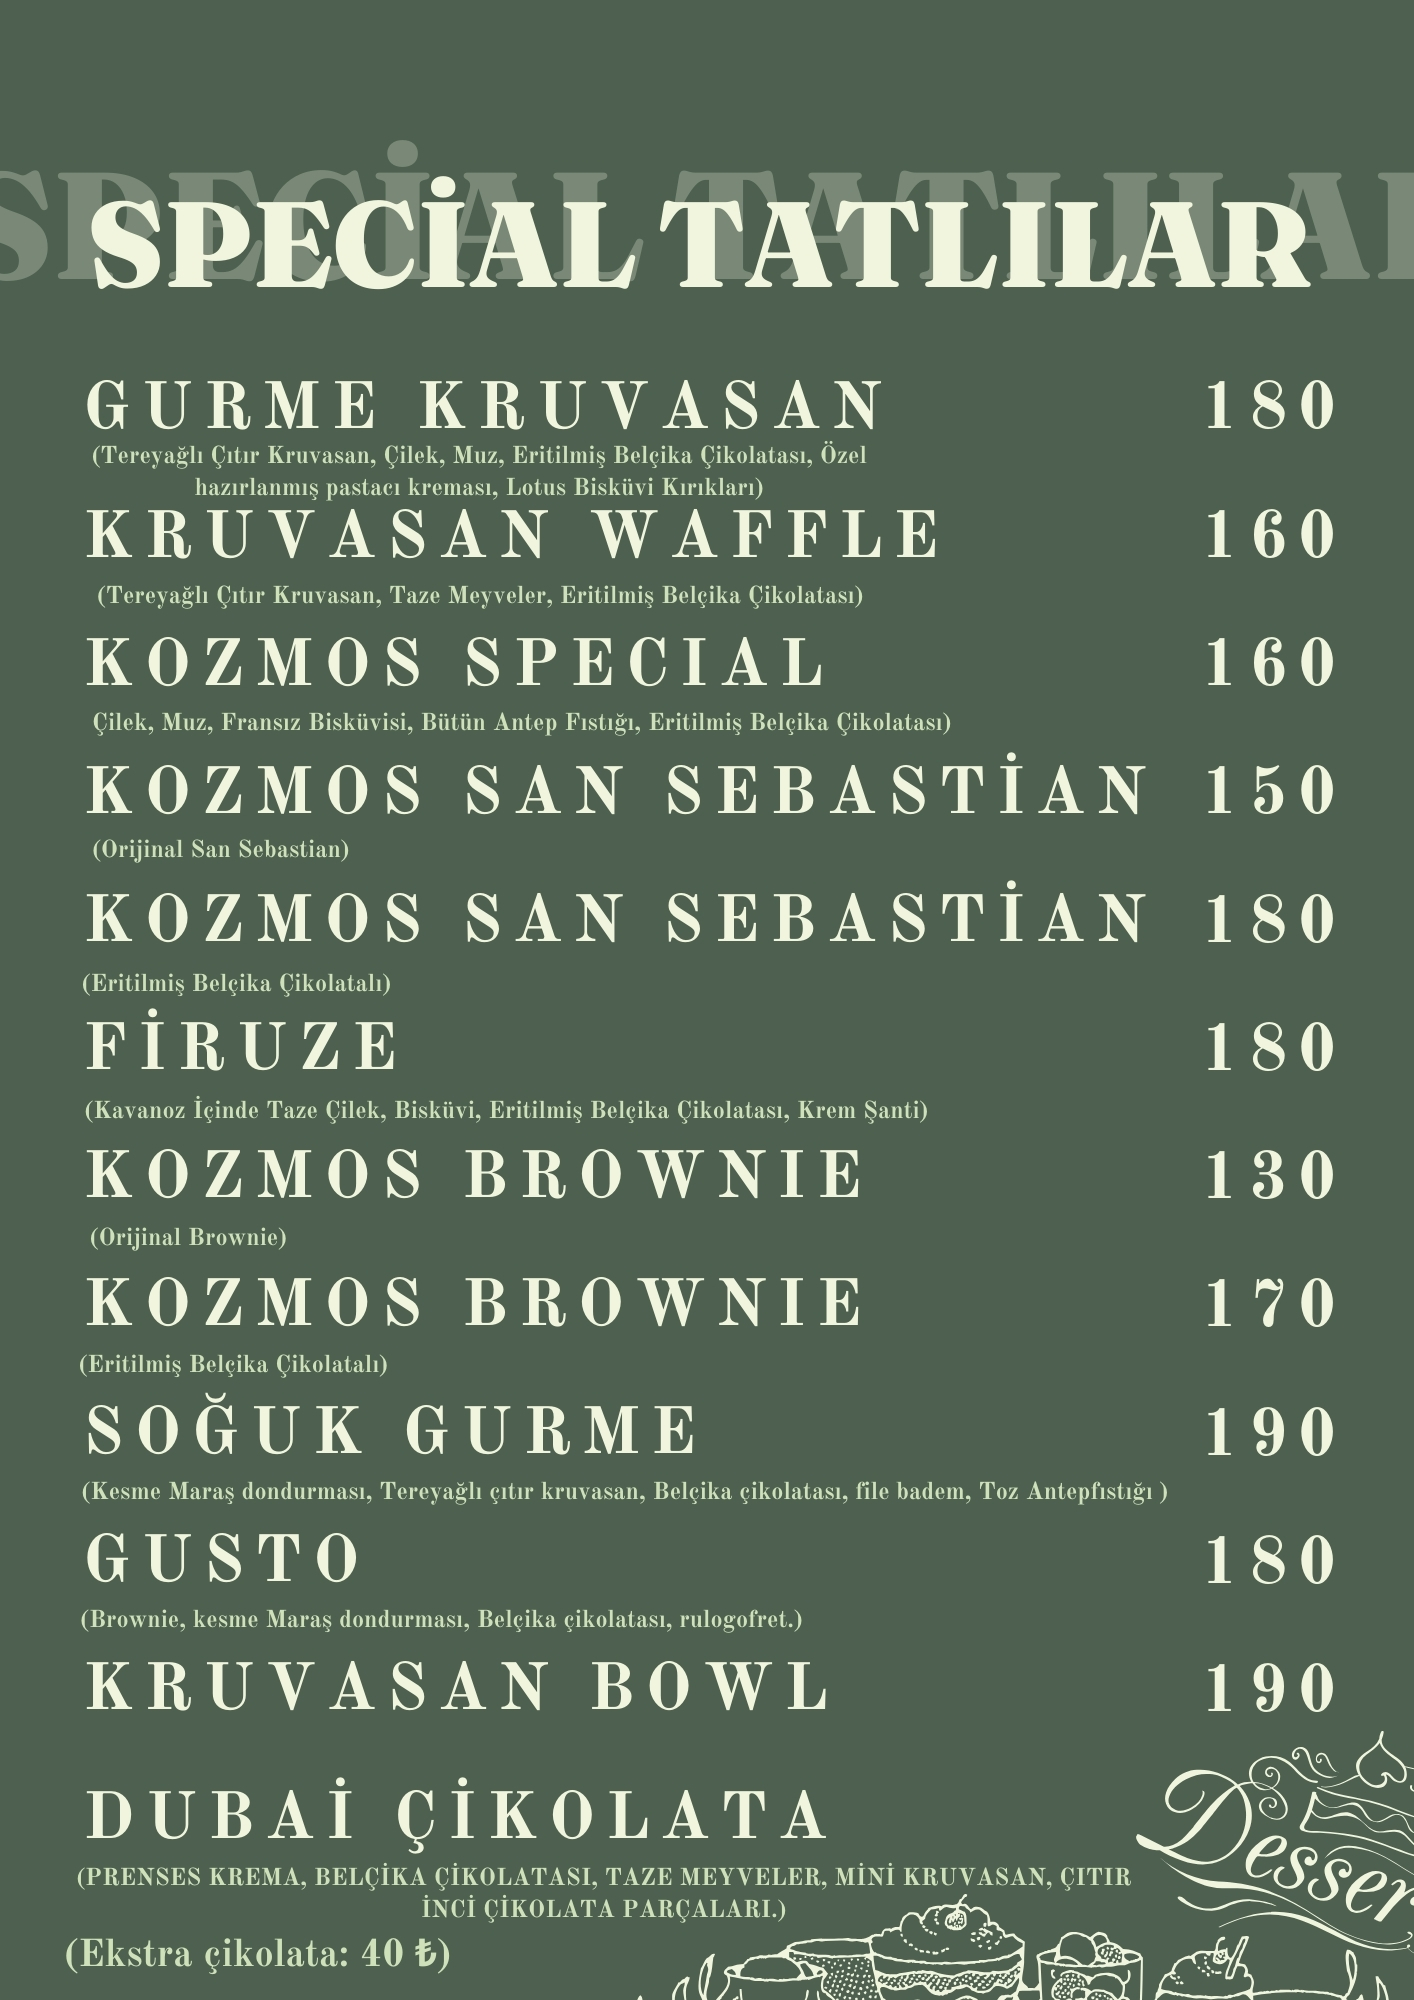 SPECİAL TATLILAR
SPECİAL TATLILAR
GURME KRUVASAN 180
(Tereyağlı Çıtır Kruvasan, Çilek, Muz, Eritilmiş Belçika Çikolatası, Özel
hazırlanmış pastacı kreması, Lotus Bisküvi Kırıkları)
KRUVASAN WAFFLE 160
(Tereyağlı Çıtır Kruvasan, Taze Meyveler, Eritilmiş Belçika Çikolatası)
KOZMOS SPECIAL 160
Çilek, Muz, Fransız Bisküvisi, Bütün Antep Fıstığı, Eritilmiş Belçika Çikolatası)
KOZMOS SAN SEBASTİAN 150
(Orijinal San Sebastian)
KOZMOS SAN SEBASTİAN 180
(Eritilmiş Belçika Çikolatalı)
FİRUZE 180
(Kavanoz İçinde Taze Çilek, Bisküvi, Eritilmiş Belçika Çikolatası, Krem Şanti)
KOZMOS BROWNIE 130
(Orijinal Brownie)
KOZMOS BROWNIE 170
(Eritilmiş Belçika Çikolatalı)
SOĞUK GURME 190
(Kesme Maraş dondurması, Tereyağlı çıtır kruvasan, Belçika çikolatası, file badem, Toz Antepfıstığı )
GUSTO 180
(Brownie, kesme Maraş dondurması, Belçika çikolatası, rulogofret.)
KRUVASAN BOWL 190
DUBAİ ÇİKOLATA
(PRENSES KREMA, BELÇİKA ÇİKOLATASI, TAZE MEYVELER, MİNİ KRUVASAN, ÇITIR
İNCİ ÇİKOLATA PARÇALARI.)
(Ekstra çikolata: 40 ₺)
Desser